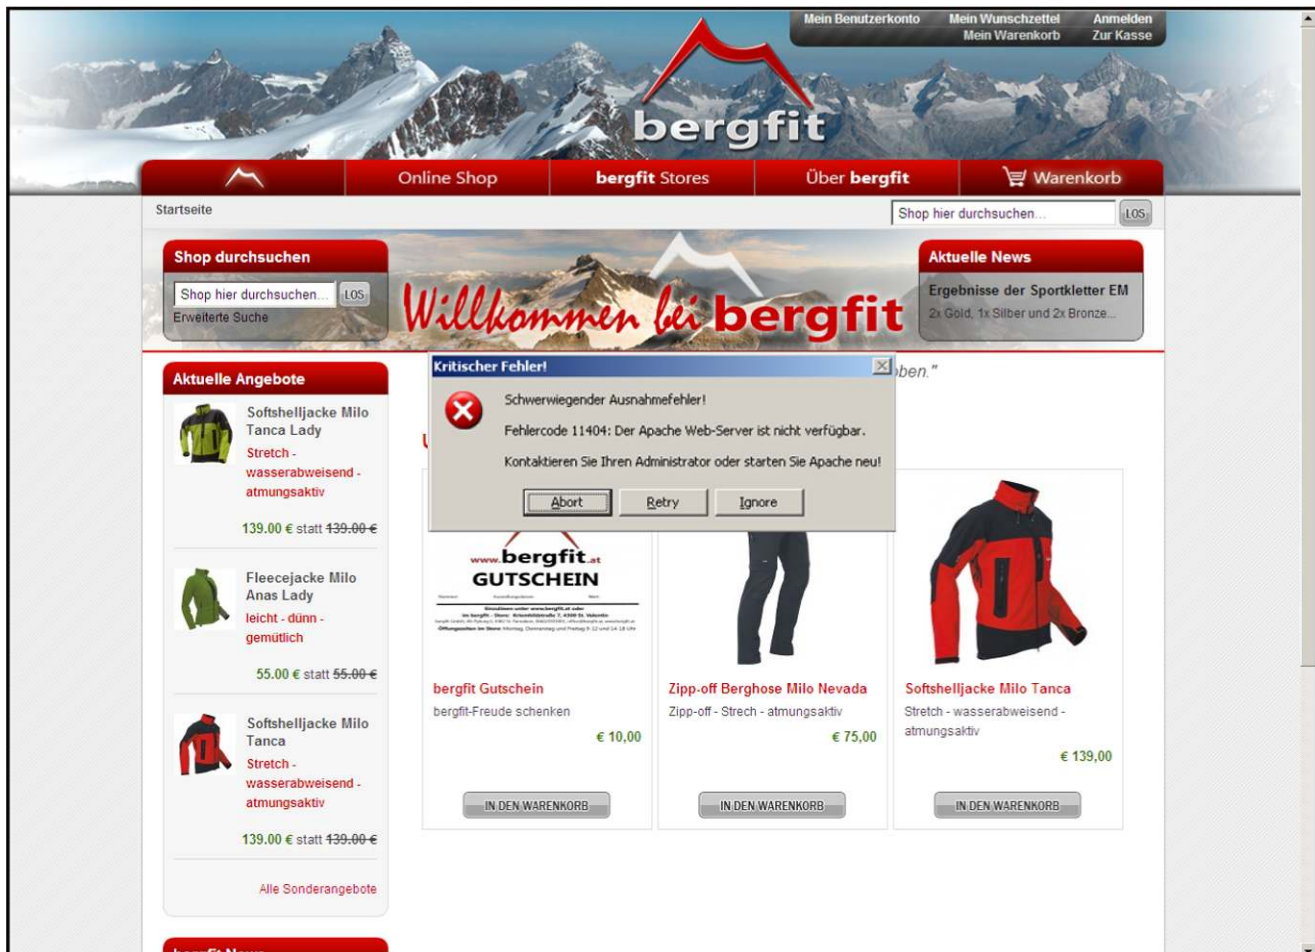 Mein Benutzerkonto Mein Wunschzettel Anmelden
Mein Warenkorb Zur Kasse
bergfit
Online Shop bergfit Stores Über bergfit Warenkorb
Startseite
Shop hier durchsuchen... LOS
Shop durchsuchen
Shop hier durchsuchen... LOS
Erweiterte Suche
Willkommen bei bergfit
Aktuelle News
Ergebnisse der Sportkletter EM
2x Gold, 1x Silber und 2x Bronze...
Aktuelle Angebote
Softshelljacke Milo
Tanca Lady
Stretch -
wasserabweisend -
atmungsaktiv
139.00 € statt 139.00 €
Fleecejacke Milo
Anas Lady
leicht - dünn -
gemütlich
55.00 € statt 55.00 €
Softshelljacke Milo
Tanca
Stretch -
wasserabweisend -
atmungsaktiv
139.00 € statt 139.00 €
Alle Sonderangebote
Kritischer Fehler!
Schwerwiegender Ausnahmefehler!
Fehlercode 11404: Der Apache Web-Server ist nicht verfügbar.
Kontaktieren Sie Ihren Administrator oder starten Sie Apache neu!
Abort Retry Ignore
www.bergfit.at
GUTSCHEIN
bergfit Gutschein
bergfit-Freude schenken
€ 10,00
IN DEN WARENKORB
Zipp-off Berghose Milo Nevada
Zipp-off - Strech - atmungsaktiv
€ 75,00
IN DEN WARENKORB
Softshelljacke Milo Tanca
Stretch - wasserabweisend -
atmungsaktiv
€ 139,00
IN DEN WARENKORB